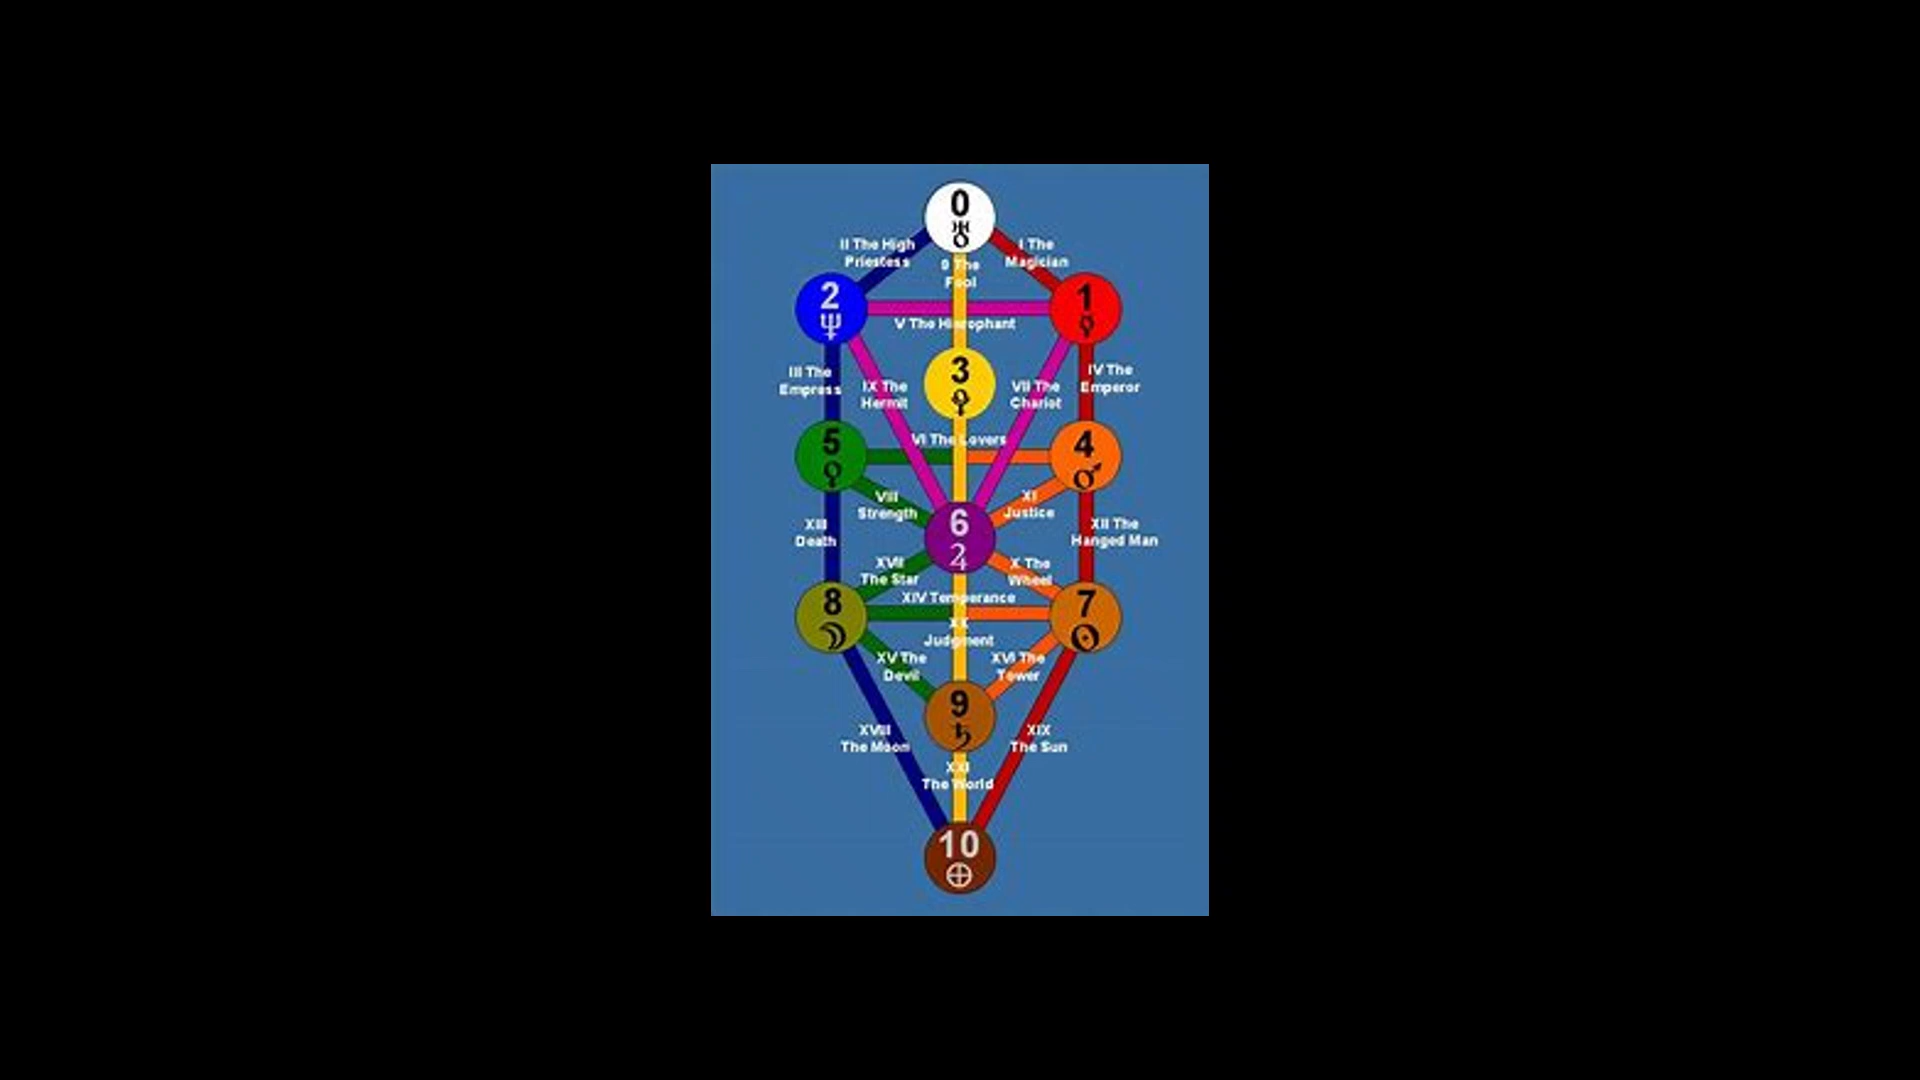 0
II The High
Priestess
I The
Magician
9 The
Fool
2
1
V The Hierophant
3
III The
Empress
IX The
Hermit
VII The
Chariot
IV The
Emperor
5
VI The Lovers
4
VIII
Strength
XI
Justice
6
XIII
Death
XII The
Hanged Man
XVII
The Star
X The
Wheel
8
XIV Temperance
7
XX
Judgment
XV The
Devil
XVI The
Tower
9
XVIII
The Moon
XIX
The Sun
XXI
The World
10